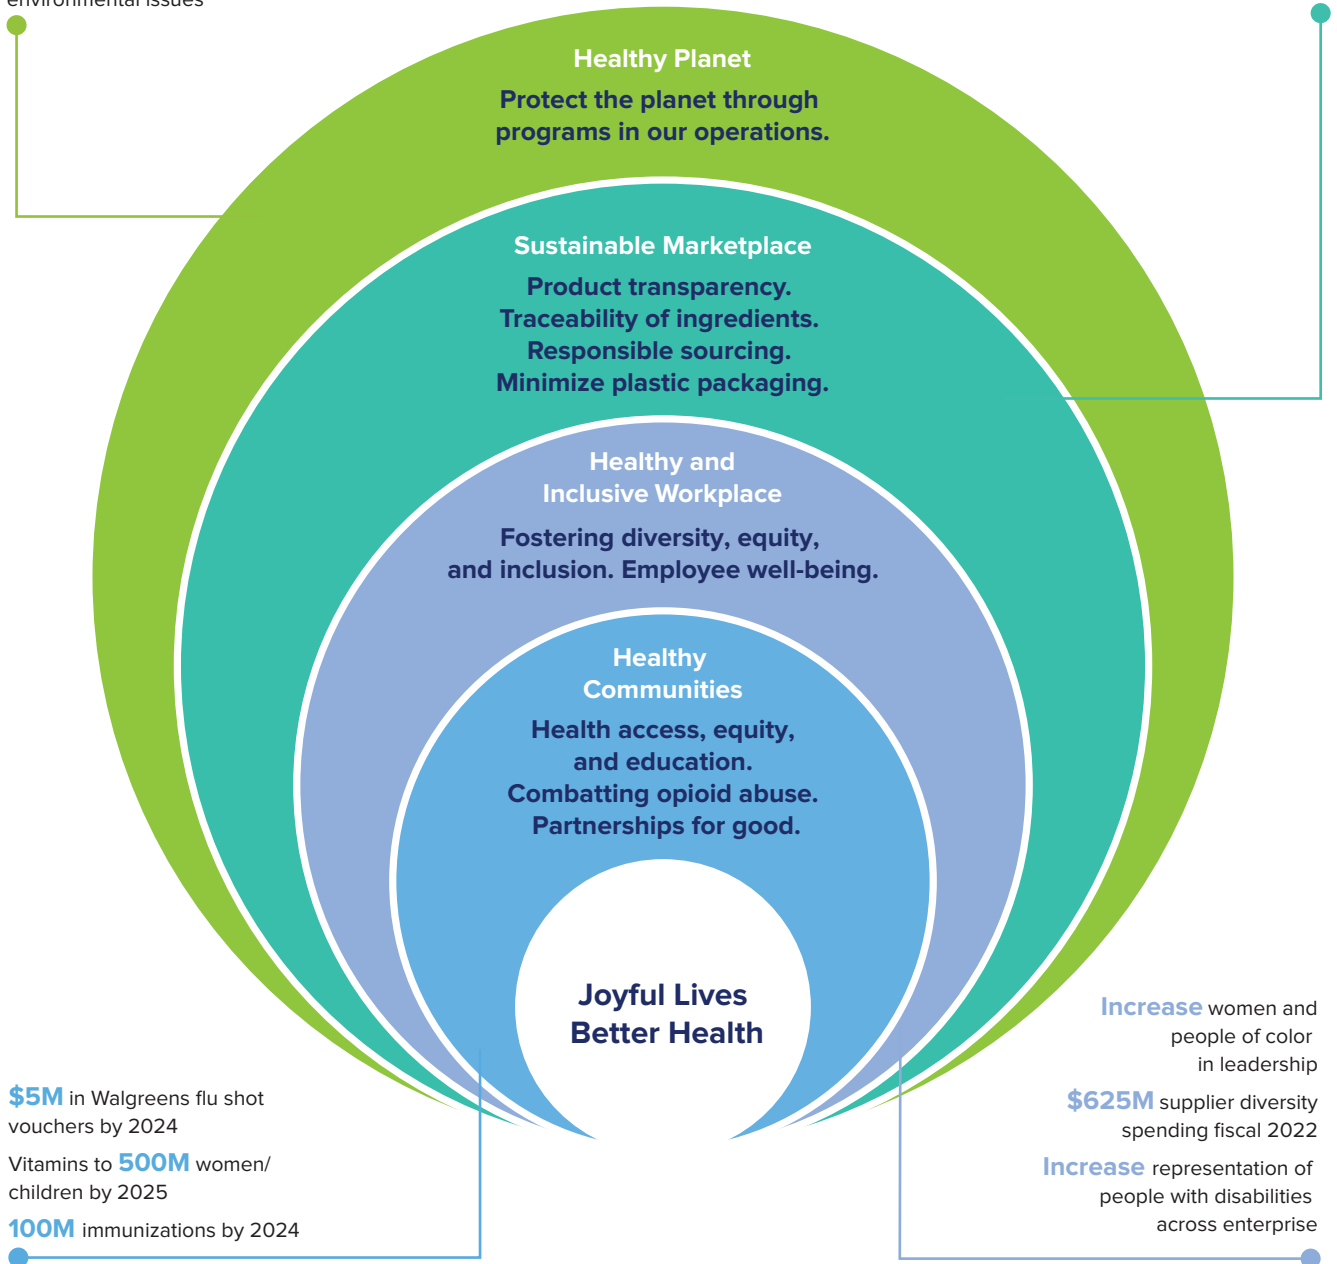 environmental issues
Healthy Planet
Protect the planet through
programs in our operations.
Sustainable Marketplace
Product transparency.
Traceability of ingredients.
Responsible sourcing.
Minimize plastic packaging.
Healthy and
Inclusive Workplace
Fostering diversity, equity,
and inclusion. Employee well-being.
Healthy
Communities
Health access, equity,
and education.
Combatting opioid abuse.
Partnerships for good.
Joyful Lives
Better Health
$5M in Walgreens flu shot
vouchers by 2024
Vitamins to 500M women/
children by 2025
100M immunizations by 2024
Increase women and
people of color
in leadership
$625M supplier diversity
spending fiscal 2022
Increase representation of
people with disabilities
across enterprise